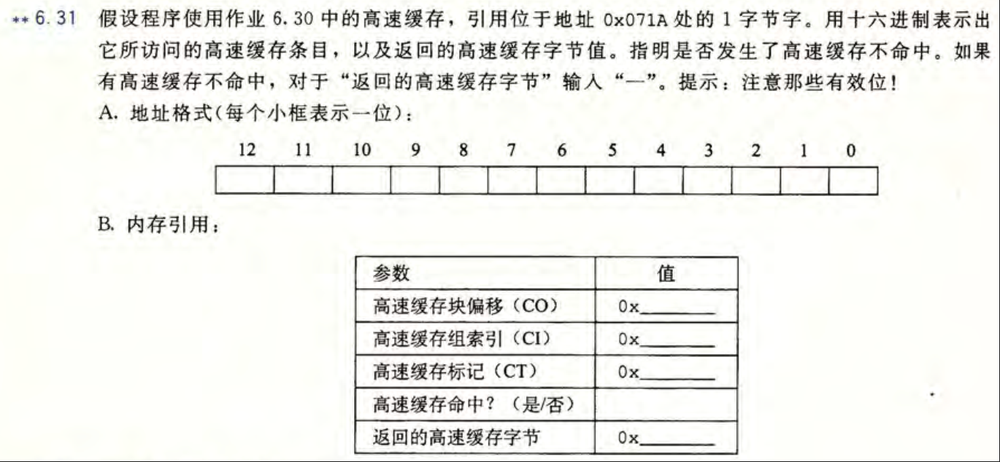 ** 6.31 假设程序使用作业 6.30 中的高速缓存，引用位于地址 0x071A 处的 1 字节字。用十六进制表示出
它所访问的高速缓存条目，以及返回的高速缓存字节值。指明是否发生了高速缓存不命中。如果
有高速缓存不命中，对于“返回的高速缓存字节”输入“—”。提示：注意那些有效位！
A. 地址格式(每个小框表示一位)：
12 11 10 9 8 7 6 5 4 3 2 1 0
B. 内存引用：
参数 值
高速缓存块偏移（CO） 0x______
高速缓存组索引（CI） 0x______
高速缓存标记（CT） 0x______
高速缓存命中？（是/否）
返回的高速缓存字节 0x______